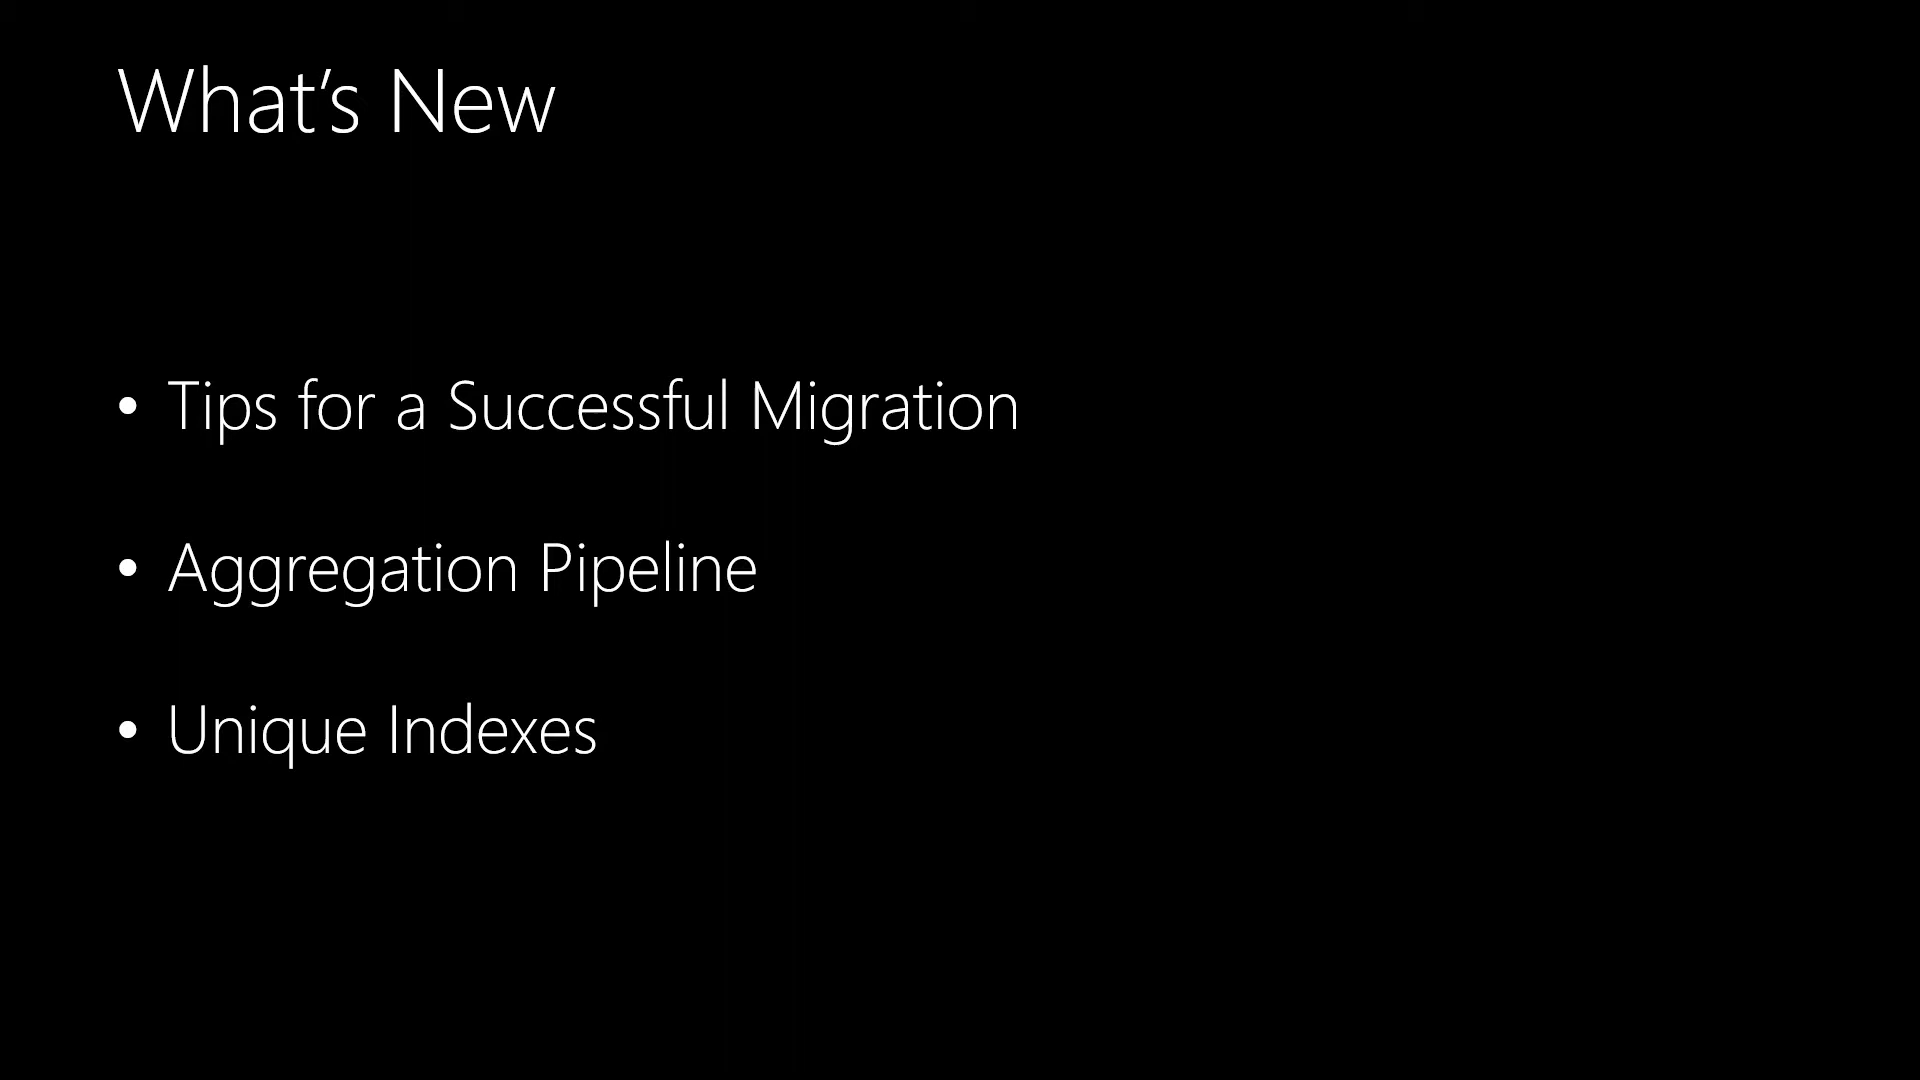 What’s New
• Tips for a Successful Migration
• Aggregation Pipeline
• Unique Indexes